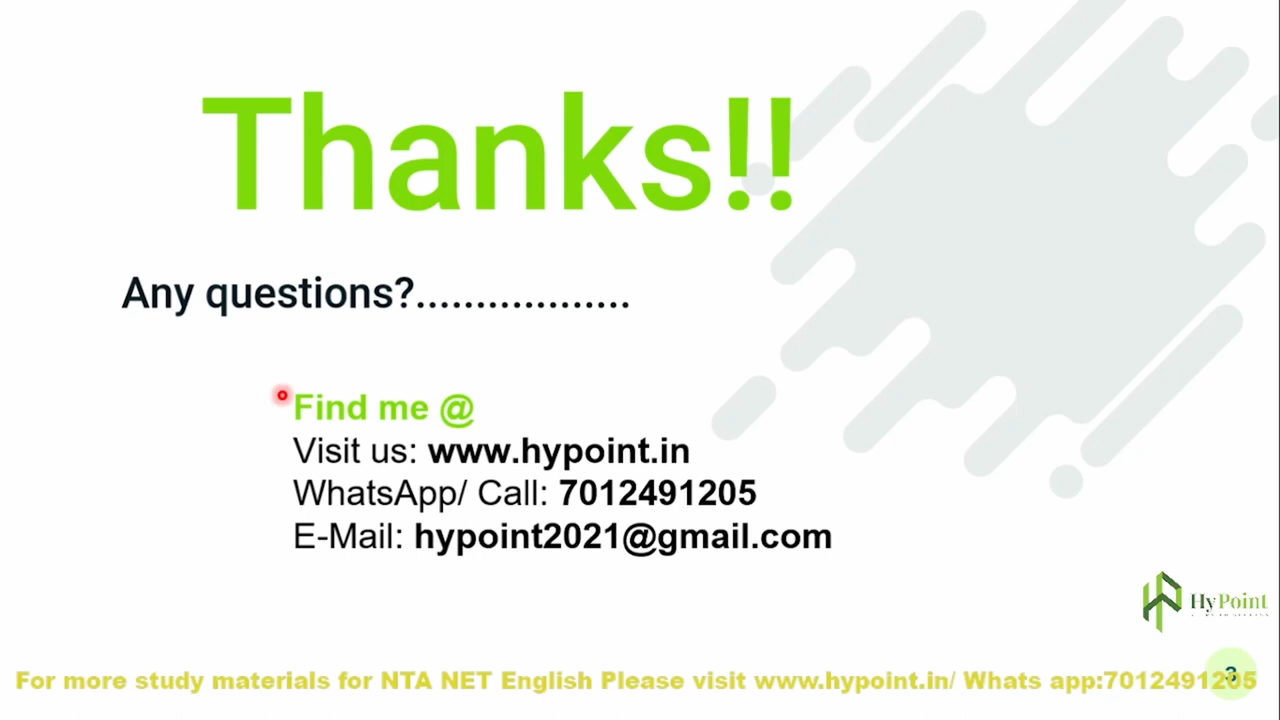 Thanks!!
Any questions?..................
Find me @
Visit us: www.hypoint.in
WhatsApp/ Call: 7012491205
E-Mail: hypoint2021@gmail.com
HyPoint
3
For more study materials for NTA NET English Please visit www.hypoint.in/ Whats app:7012491205